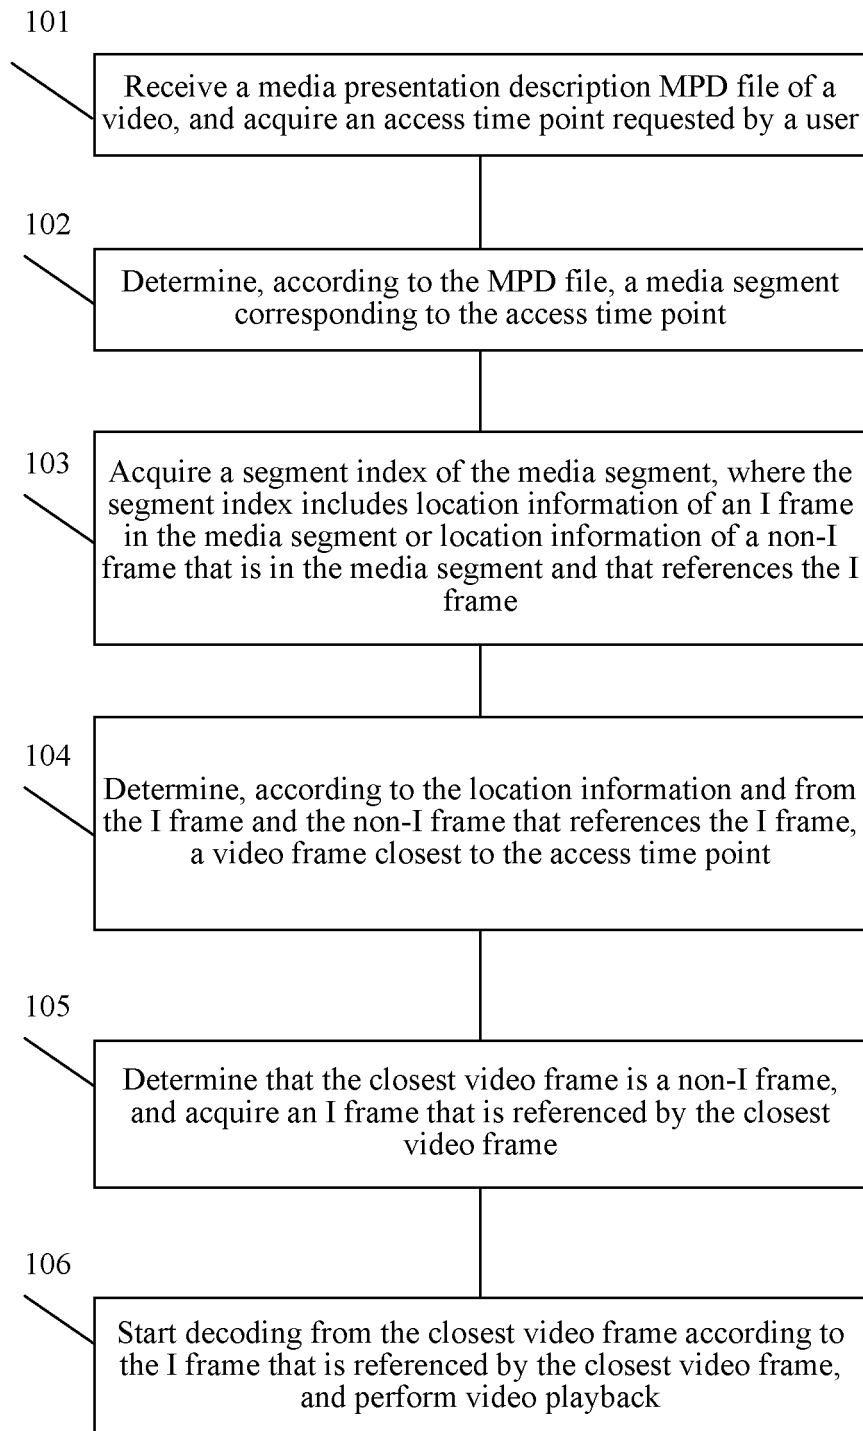 101
Receive a media presentation description MPD file of a
video, and acquire an access time point requested by a user
102
Determine, according to the MPD file, a media segment
corresponding to the access time point
103
Acquire a segment index of the media segment, where the
segment index includes location information of an I frame
in the media segment or location information of a non-I
frame that is in the media segment and that references the I
frame
104
Determine, according to the location information and from
the I frame and the non-I frame that references the I frame,
a video frame closest to the access time point
105
Determine that the closest video frame is a non-I frame,
and acquire an I frame that is referenced by the closest
video frame
106
Start decoding from the closest video frame according to
the I frame that is referenced by the closest video frame,
and perform video playback